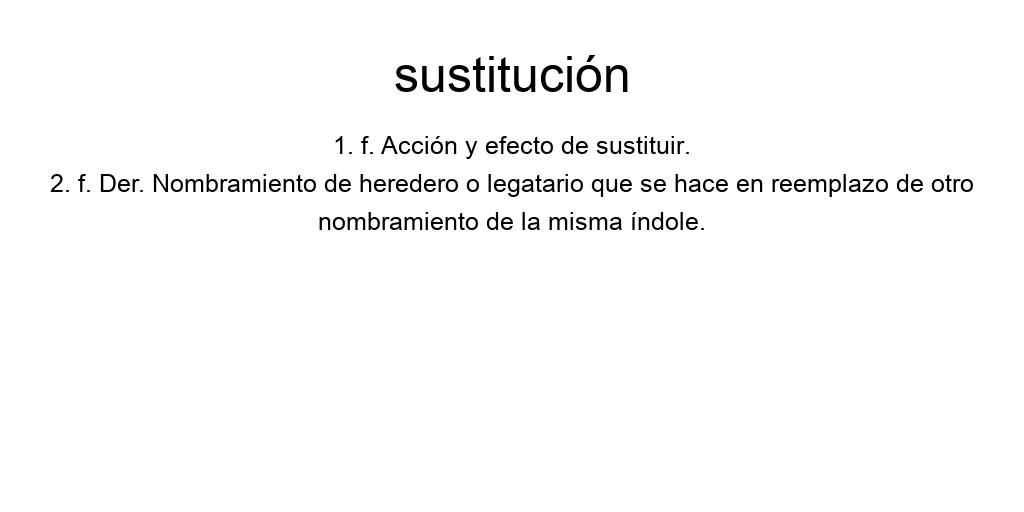 sustitución
1. f. Acción y efecto de sustituir.
2. f. Der. Nombramiento de heredero o legatario que se hace en reemplazo de otro
nombramiento de la misma índole.